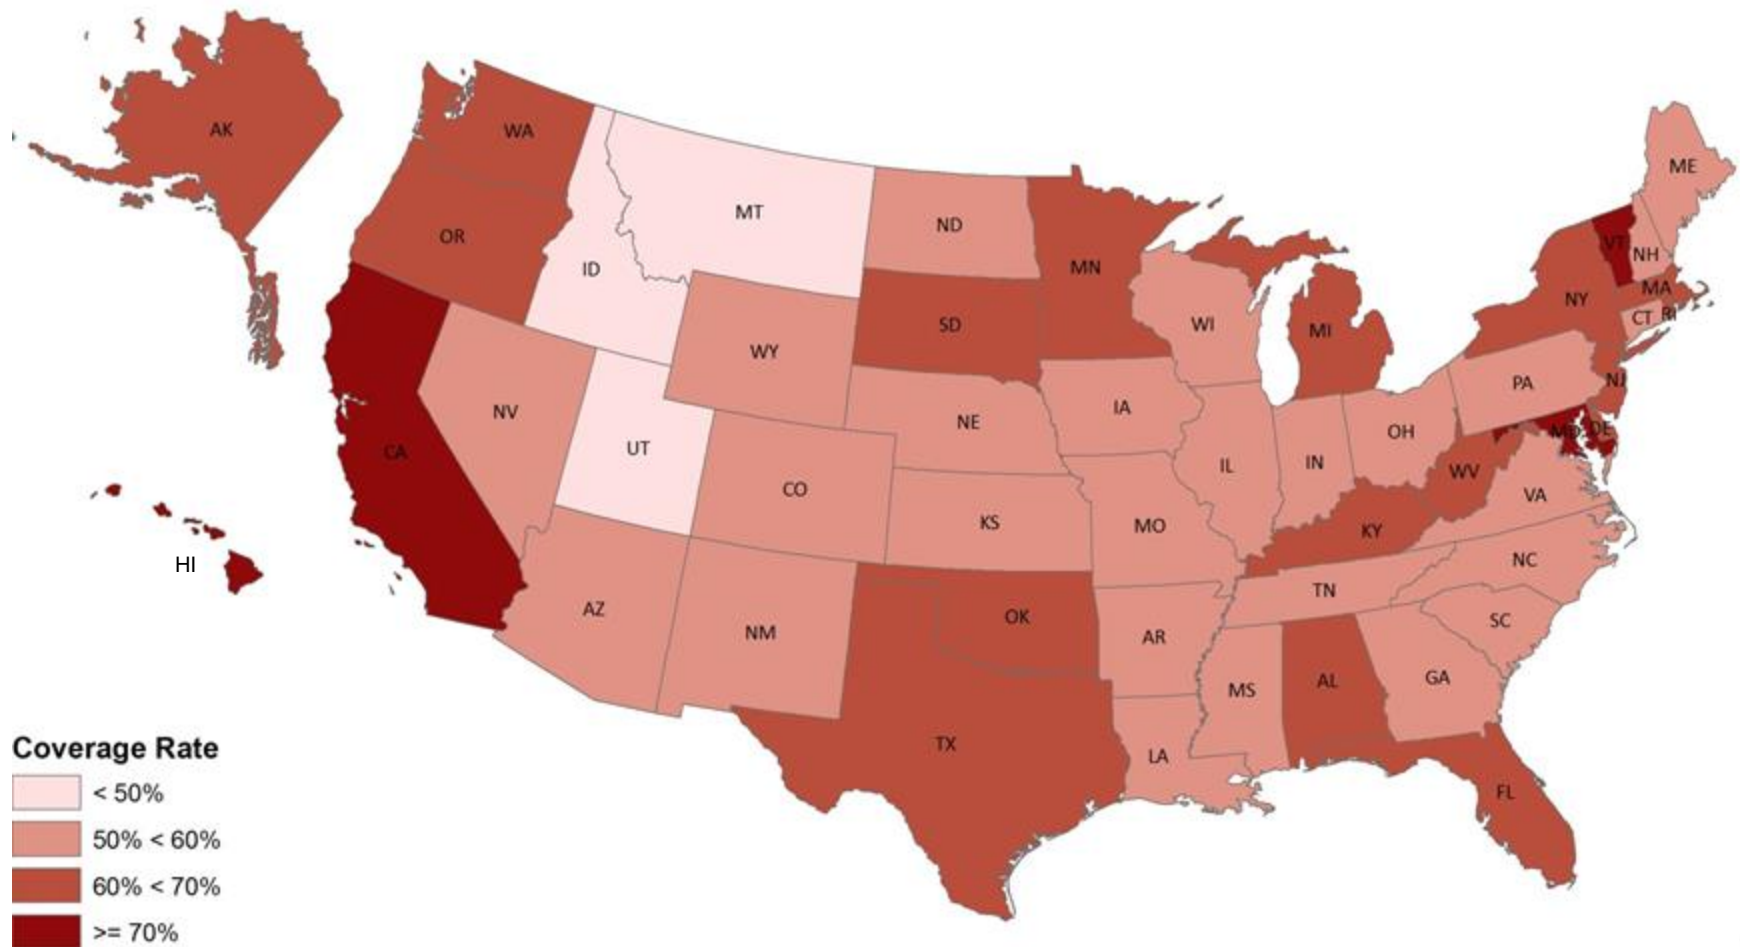 AK
WA
MT
ND
ME
OR
ID
MN
VT
NH
SD
WI
NY
MA
WY
MI
CT
RI
NV
NE
IA
PA
NJ
UT
CA
OH
MD
DE
CO
IL
IN
WV
KS
MO
VA
HI
KY
NC
AZ
NM
OK
TN
AR
SC
MS
AL
GA
TX
LA
FL
Coverage Rate
< 50%
50% < 60%
60% < 70%
>= 70%